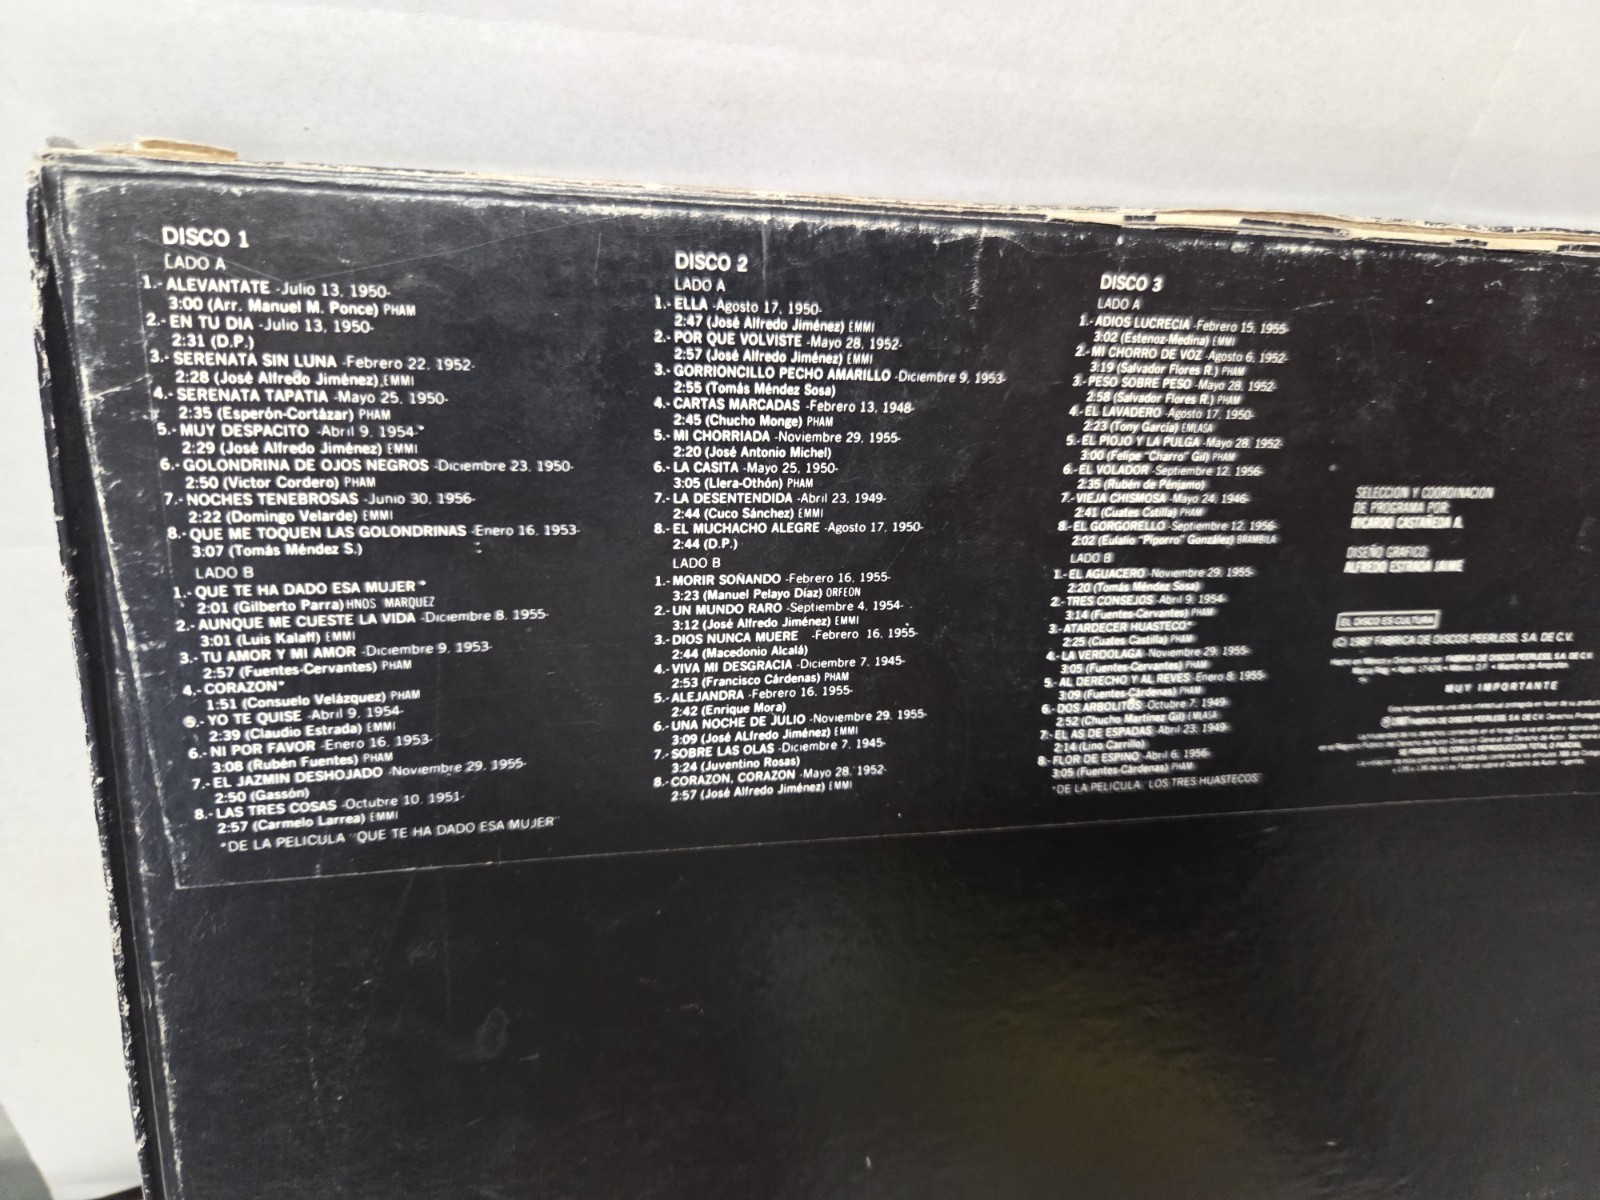 DISCO 1
LADO A
1.- ALEVANTATE -Julio 13, 1950-
3:00 (Arr. Manuel M. Ponce) PHAM
2.- EN TU DIA -Julio 13, 1950-
2:31 (D.P.)
3.- SERENATA SIN LUNA -Febrero 22, 1952-
2:28 (José Alfredo Jiménez) EMMI
4.- SERENATA TAPATIA -Mayo 25, 1950-
2:35 (Esperón-Cortázar) PHAM
5.- MUY DESPACITO -Abril 9, 1954-*
2:29 (José Alfredo Jiménez) EMMI
6.- GOLONDRINA DE OJOS NEGROS -Diciembre 23, 1950-
2:50 (Victor Cordero) PHAM
7.- NOCHES TENEBROSAS -Junio 30, 1956-
2:22 (Domingo Velarde) EMMI
8.- QUE ME TOQUEN LAS GOLONDRINAS -Enero 16, 1953-
3:07 (Tomás Méndez S.)
LADO B
1.- QUE TE HA DADO ESA MUJER *
2:01 (Gilberto Parra) HNOS MARQUEZ
2.- AUNQUE ME CUESTE LA VIDA -Diciembre 8, 1955-
3:01 (Luis Kalaff) EMMI
3.- TU AMOR Y MI AMOR -Diciembre 9, 1953-
2:57 (Fuentes-Cervantes) PHAM
4.- CORAZON*
1:51 (Consuelo Velázquez) PHAM
5.- YO TE QUISE -Abril 9, 1954-
2:39 (Claudio Estrada) EMMI
6.- NI POR FAVOR -Enero 16, 1953-
3:08 (Rubén Fuentes) PHAM
7.- EL JAZMIN DESHOJADO -Noviembre 29, 1955-
2:50 (Gassón)
8.- LAS TRES COSAS -Octubre 10, 1951-
2:57 (Carmelo Larrea) EMMI
*DE LA PELICULA "QUE TE HA DADO ESA MUJER"
DISCO 2
LADO A
1.- ELLA -Agosto 17, 1950-
2:47 (José Alfredo Jiménez) EMMI
2.- POR QUE VOLVISTE -Mayo 28, 1952-
2:57 (José Alfredo Jiménez) EMMI
3.- GORRIONCILLO PECHO AMARILLO -Diciembre 9, 1953-
2:55 (Tomás Méndez Sosa)
4.- CARTAS MARCADAS -Febrero 13, 1948-
2:45 (Chucho Monge) PHAM
5.- MI CHORRIADA -Noviembre 29, 1955-
2:20 (José Antonio Michel)
6.- LA CASITA -Mayo 25, 1950-
3:05 (Llera-Othón) PHAM
7.- LA DESENTENDIDA -Abril 23, 1949-
2:44 (Cuco Sánchez) EMMI
8.- EL MUCHACHO ALEGRE -Agosto 17, 1950-
2:44 (D.P.)
LADO B
1.- MORIR SOÑANDO -Febrero 16, 1955-
3:23 (Manuel Pelayo Díaz) ORFEON
2.- UN MUNDO RARO -Septiembre 4, 1954-
3:12 (José Alfredo Jiménez) EMMI
3.- DIOS NUNCA MUERE -Febrero 16, 1955-
2:44 (Macedonio Alcalá)
4.- VIVA MI DESGRACIA -Diciembre 7, 1945-
2:53 (Francisco Cárdenas) PHAM
5.- ALEJANDRA -Febrero 16, 1955-
2:42 (Enrique Mora)
6.- UNA NOCHE DE JULIO -Noviembre 29, 1955-
3:09 (José ALfredo Jiménez) EMMI
7.- SOBRE LAS OLAS -Diciembre 7, 1945-
3:24 (Juventino Rosas)
8.- CORAZON, CORAZON -Mayo 28, 1952-
2:57 (José Alfredo Jiménez) EMMI
DISCO 3
LADO A
1.- ADIOS LUCRECIA -Febrero 15, 1955-
3:02 (Estenoz-Medina) EMMI
2.- MI CHORRO DE VOZ -Agosto 6, 1952-
3:19 (Salvador Flores R.) PHAM
3.- PESO SOBRE PESO -Mayo 28, 1952-
2:58 (Salvador Flores R.) PHAM
4.- EL LAVADERO -Agosto 17, 1950-
2:23 (Tony García) EMLASA
5.- EL PIOJO Y LA PULGA -Mayo 28, 1952-
3:00 (Felipe "Charro" Gil) PHAM
6.- EL VOLADOR -Septiembre 12, 1956-
2:35 (Rubén de Pénjamo)
7.- VIEJA CHISMOSA -Mayo 24, 1946-
2:41 (Cuates Cstilla) PHAM
8.- EL GORGORELLO -Septiembre 12, 1956-
2:02 (Eulalio "Piporro" González) BRAMBILA
LADO B
1.- EL AGUACERO -Noviembre 29, 1955-
2:20 (Tomás Méndez Sosa)
2.- TRES CONSEJOS -Abril 9, 1954-
3:14 (Fuentes-Cervantes) PHAM
3.- ATARDECER HUASTECO*
2:25 (Cuates Castilla) PHAM
4.- LA VERDOLAGA -Noviembre 29, 1955-
3:05 (Fuentes-Cervantes) PHAM
5.- AL DERECHO Y AL REVES -Enero 8, 1955-
3:09 (Fuentes-Cárdenas) PHAM
6.- DOS ARBOLITOS -Octubre 7, 1949-
2:52 (Chucho Martínez Gil) EMLASA
7.- EL AS DE ESPADAS -Abril 23, 1949-
2:14 (Lino Carrillo)
8.- FLOR DE ESPINO -Abril 6, 1956-
3:05 (Fuentes-Cárdenas) PHAM
*DE LA PELICULA "LOS TRES HUASTECOS"
SELECCION Y COORDINACION
DE PROGRAMA POR:
RICARDO CASTAÑEDA
DISEÑO GRAFICO:
ALFREDO ESTRADA JAIME
EL DISCO ES CULTURA
(C) 1987 FABRICA DE DISCOS PEERLESS, S.A. DE C.V.
MUY IMPORTANTE